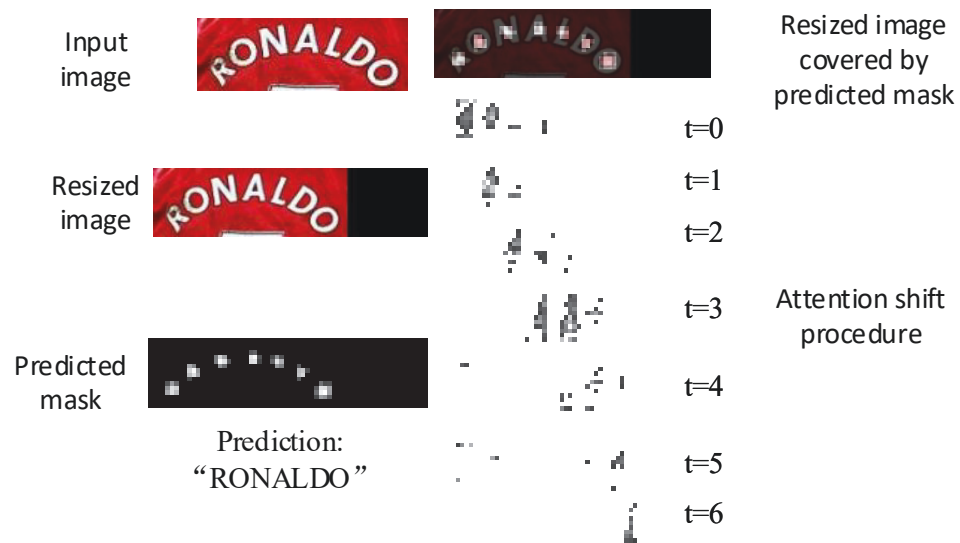 Input
image
RONALDO
RONALDO
Resized image
covered by
predicted mask
t=0
Resized
image
RONALDO
t=1
t=2
t=3
Attention shift
procedure
Predicted
mask
t=4
Prediction:
“RONALDO”
t=5
t=6